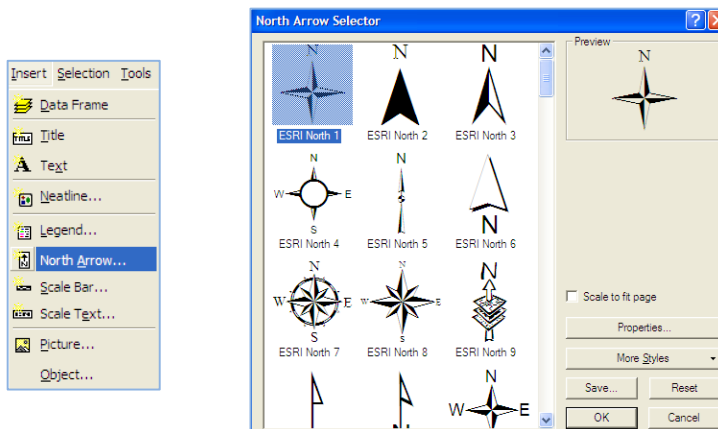 Insert Selection Tools
Data Frame
Title
Text
Neatline...
Legend...
North Arrow...
Scale Bar...
Scale Text...
Picture...
Object...
North Arrow Selector
N N N
ESRI North 1 ESRI North 2 ESRI North 3
N N
W E
S N
ESRI North 4 ESRI North 5 ESRI North 6
N N
W E W E
S S
ESRI North 7 ESRI North 8 ESRI North 9
N
W E
Preview
N
Scale to fit page
Properties...
More Styles
Save... Reset
OK Cancel